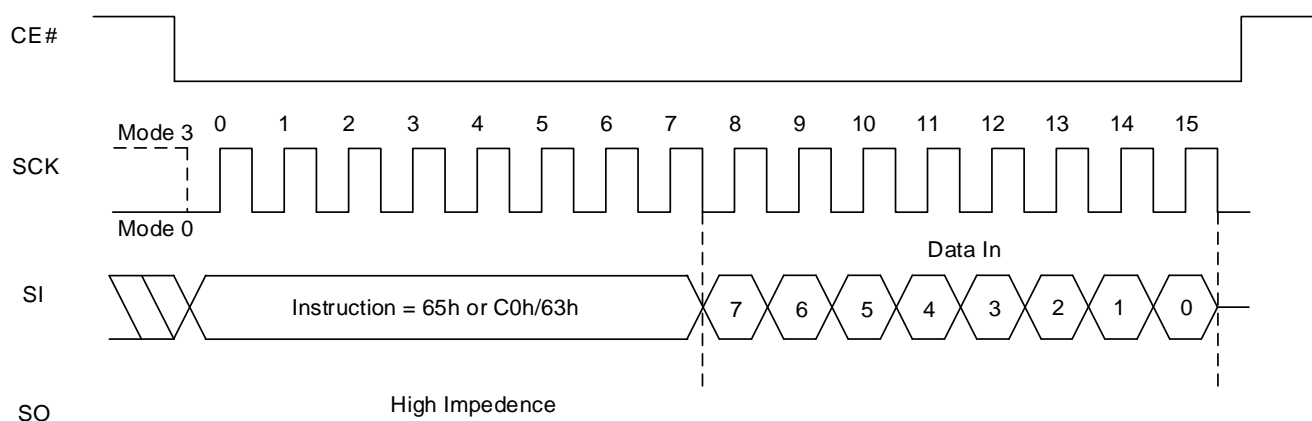 CE#
Mode 3
0 1 2 3 4 5 6 7 8 9 10 11 12 13 14 15
SCK
Mode 0
Data In
SI
Instruction = 65h or C0h/63h
7 6 5 4 3 2 1 0
High Impedence
SO